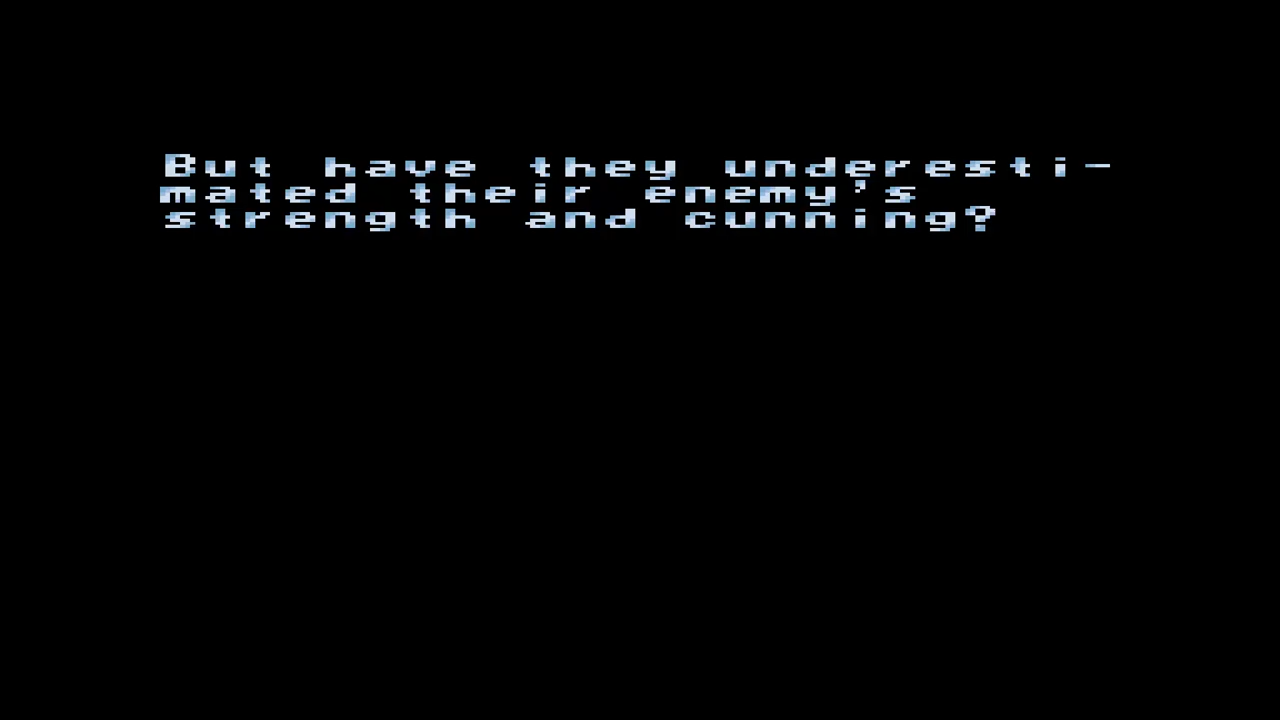 But have they underesti-
mated their enemy's
strength and cunning?